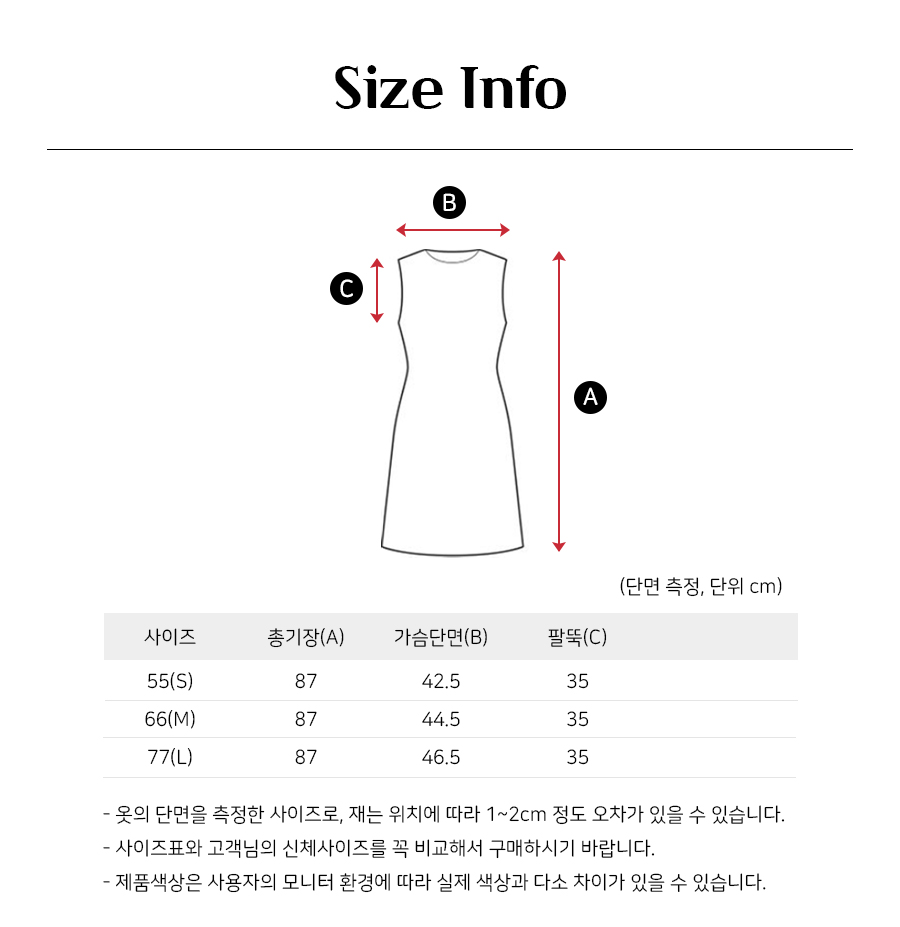 Size Info
B
C
A
(단면 측정, 단위 cm)
사이즈 총기장(A) 가슴단면(B) 팔뚝(C)
55(S) 87 42.5 35
66(M) 87 44.5 35
77(L) 87 46.5 35
- 옷의 단면을 측정한 사이즈로, 재는 위치에 따라 1~2cm 정도 오차가 있을 수 있습니다.
- 사이즈표와 고객님의 신체사이즈를 꼭 비교해서 구매하시기 바랍니다.
- 제품색상은 사용자의 모니터 환경에 따라 실제 색상과 다소 차이가 있을 수 있습니다.